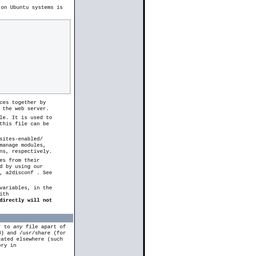 on Ubuntu systems is
ces together by
the web server.
le. It is used to
this file can be
sites-enabled/
manage modules,
ns, respectively.
es from their
d by using our
, a2disconf . See
variables, in the
ith
directly will not
to any file apart of
) and /usr/share (for
ated elsewhere (such
ry in